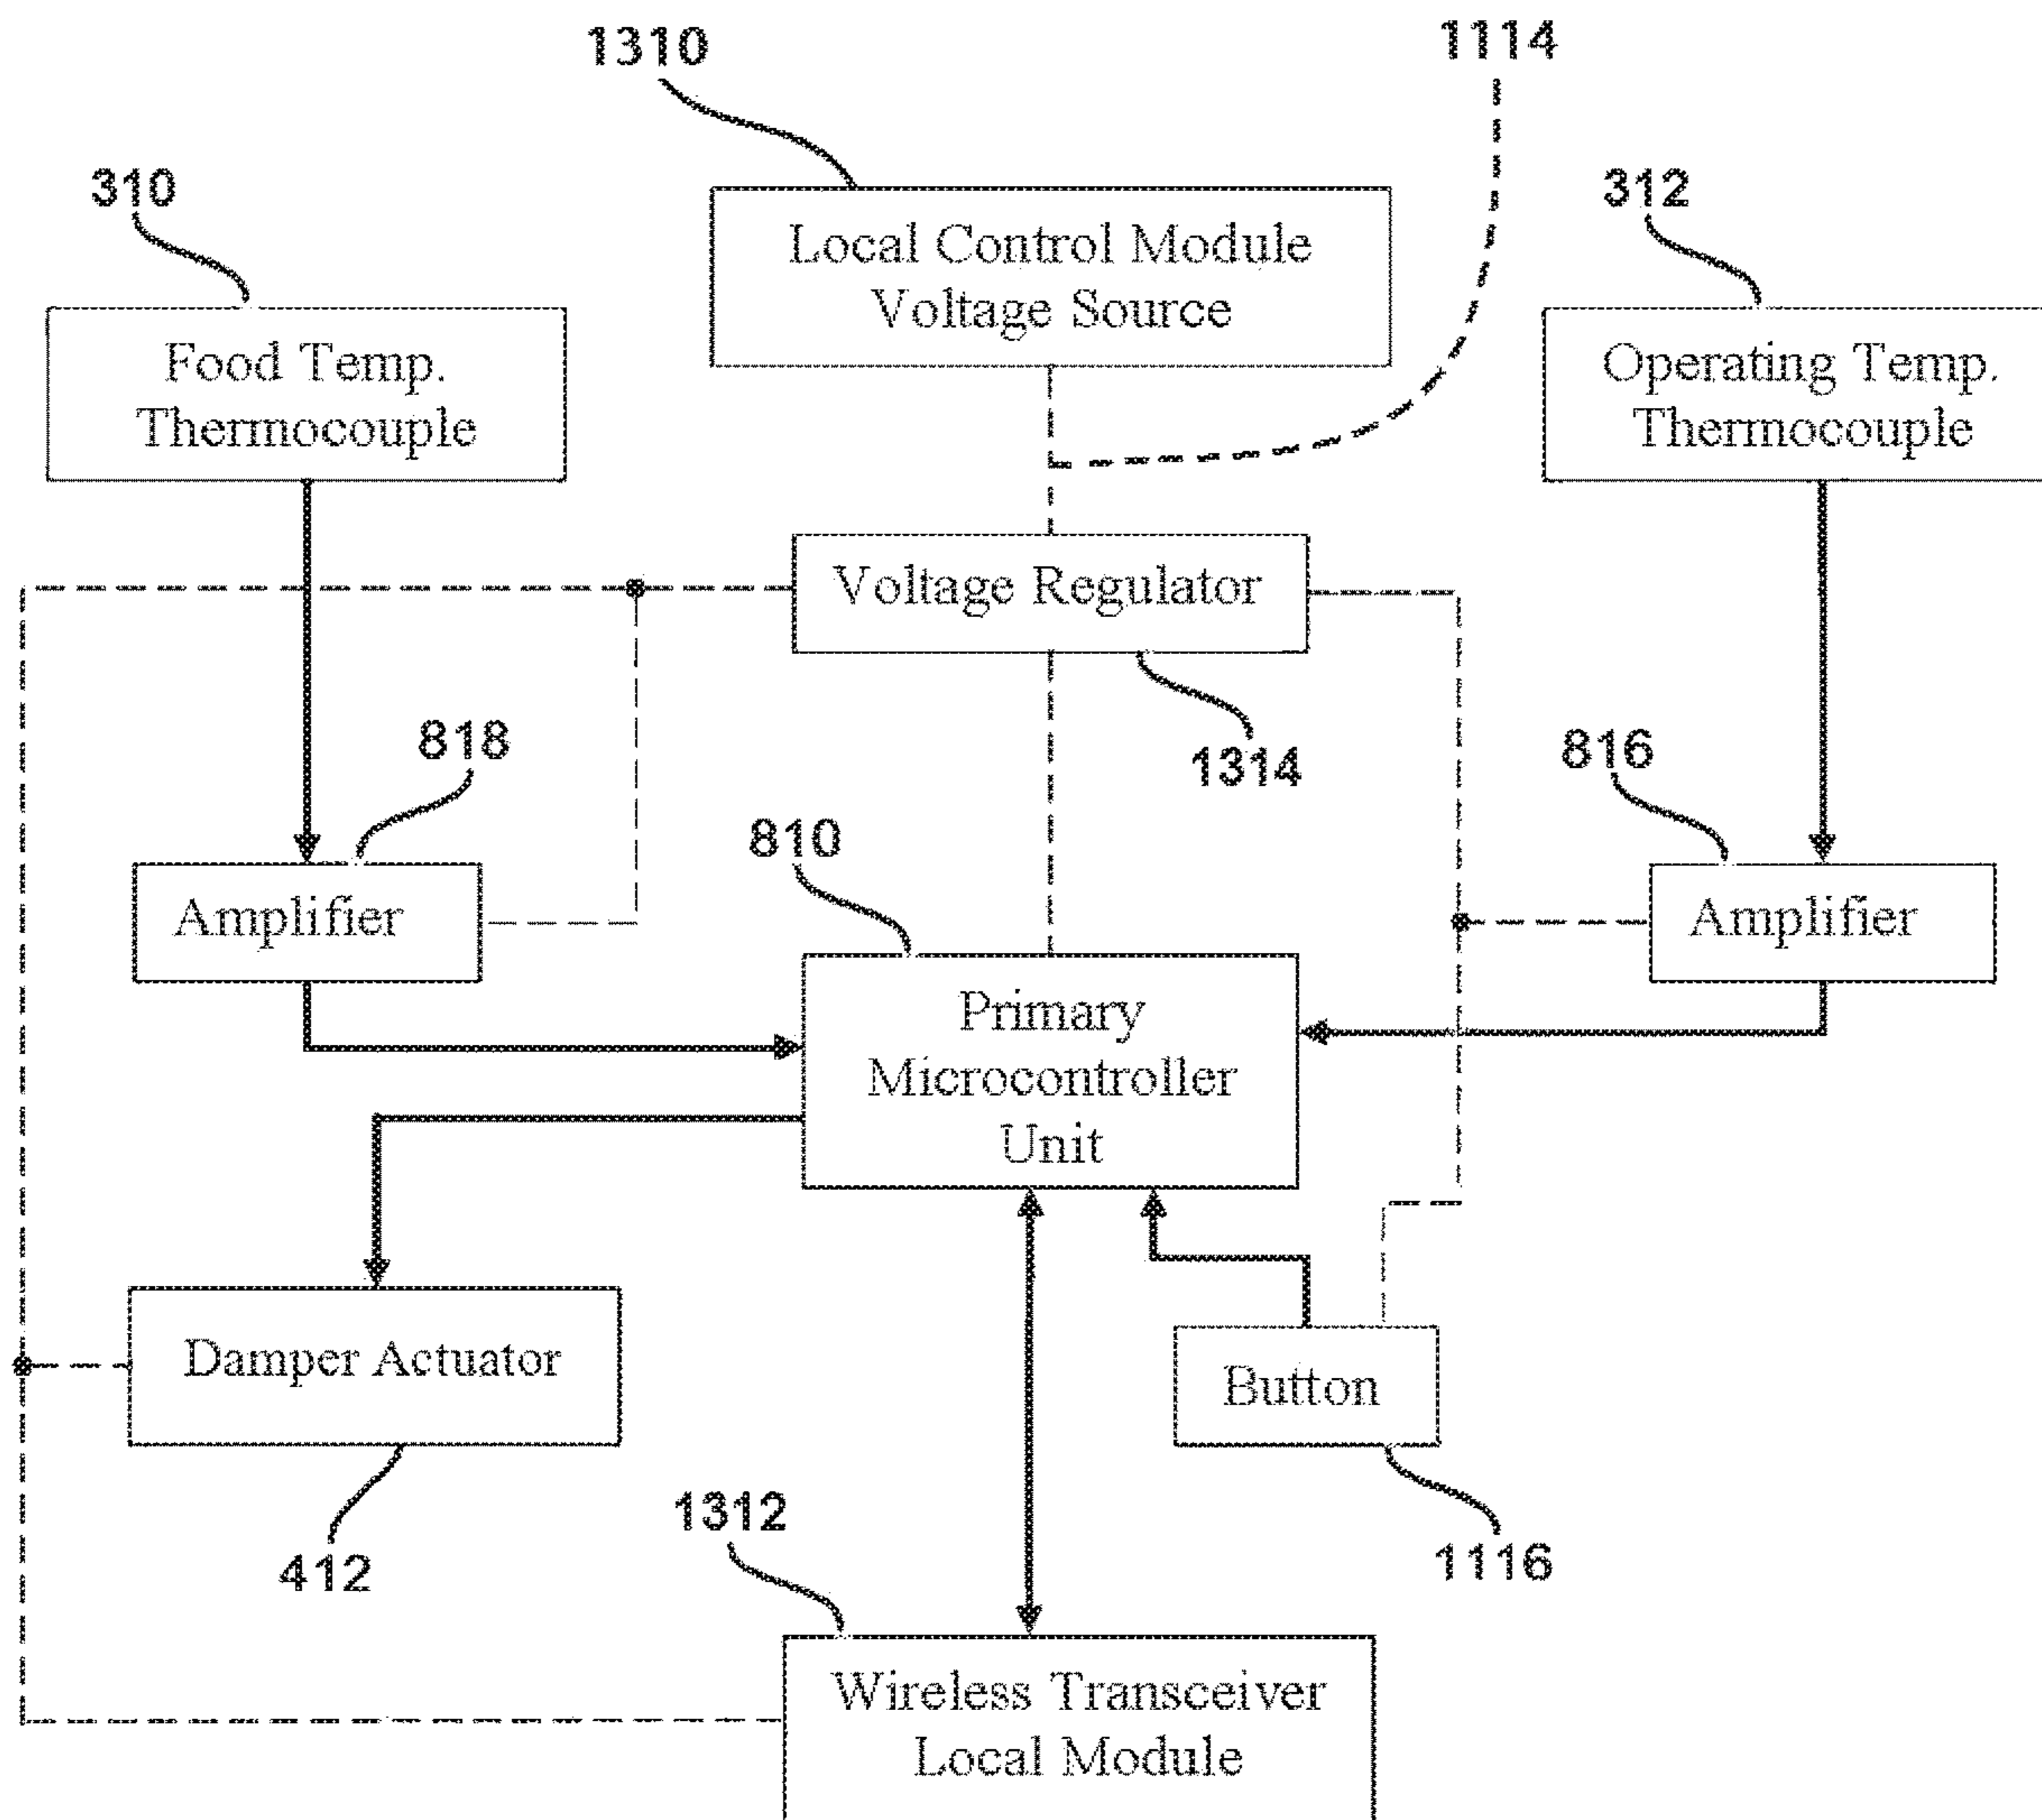 1310
1114
310
312
Local Control Module
Voltage Source
Food Temp.
Thermocouple
Operating Temp.
Thermocouple
Voltage Regulator
818
1314
816
810
Amplifier
Amplifier
Primary
Microcontroller
Unit
Damper Actuator
Button
1312
412
1116
Wireless Transceiver
Local Module